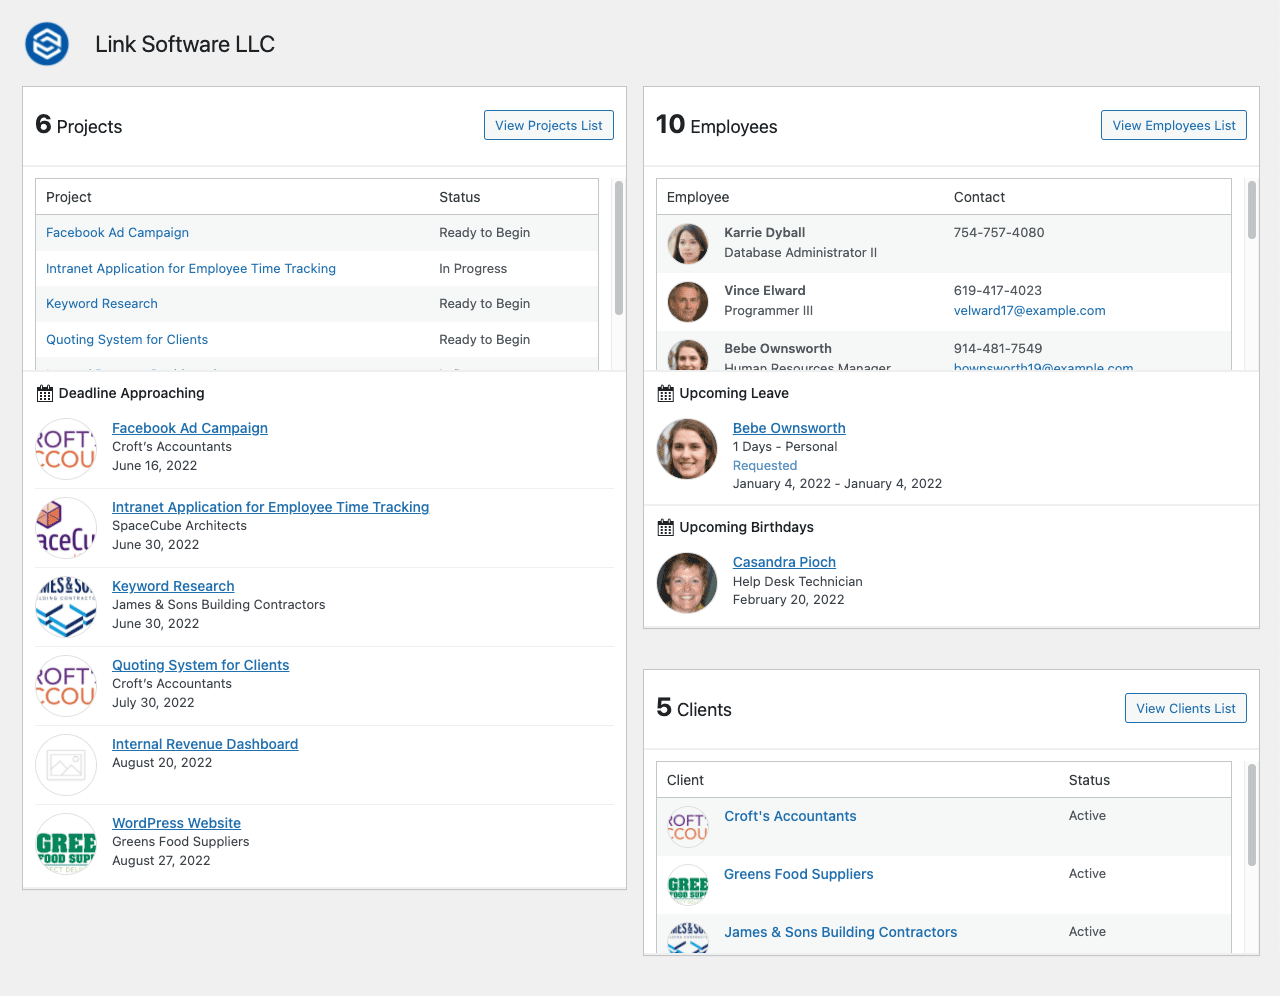 Link Software LLC
6 Projects
View Projects List
Project Status
Facebook Ad Campaign Ready to Begin
Intranet Application for Employee Time Tracking In Progress
Keyword Research Ready to Begin
Quoting System for Clients Ready to Begin
Deadline Approaching
Facebook Ad Campaign
Croft's Accountants
June 16, 2022
Intranet Application for Employee Time Tracking
SpaceCube Architects
June 30, 2022
Keyword Research
James & Sons Building Contractors
June 30, 2022
Quoting System for Clients
Croft's Accountants
July 30, 2022
Internal Revenue Dashboard
August 20, 2022
WordPress Website
Greens Food Suppliers
August 27, 2022
10 Employees
View Employees List
Employee Contact
Karrie Dyball 754-757-4080
Database Administrator II
Vince Elward 619-417-4023
Programmer III velward17@example.com
Bebe Ownsworth 914-481-7549
Human Resources Manager bownsworth19@example.com
Upcoming Leave
Bebe Ownsworth
1 Days - Personal
Requested
January 4, 2022 - January 4, 2022
Upcoming Birthdays
Casandra Pioch
Help Desk Technician
February 20, 2022
5 Clients
View Clients List
Client Status
Croft's Accountants Active
Greens Food Suppliers Active
James & Sons Building Contractors Active